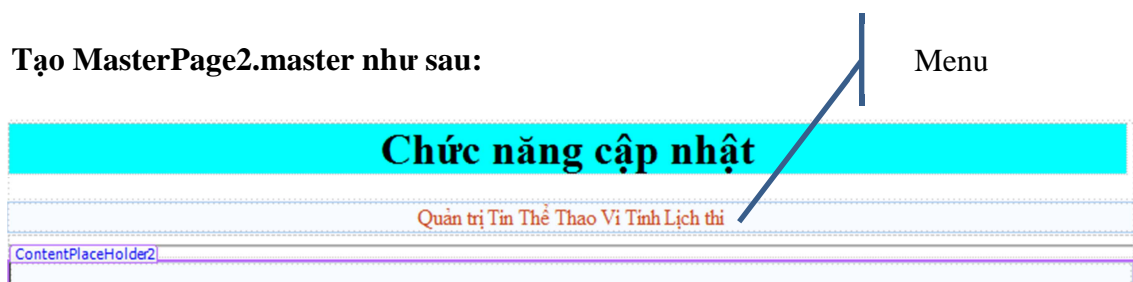 Tạo MasterPage2.master như sau:
Menu
Chức năng cập nhật
Quản trị Tin Thể Thao Vi Tính Lịch thi
ContentPlaceHolder2